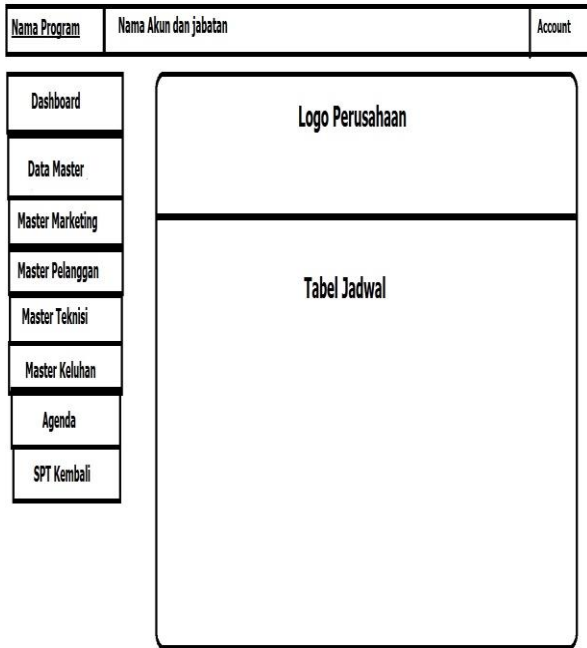 Nama Program
Nama Akun dan jabatan
Account
Dashboard
Data Master
Master Marketing
Master Pelanggan
Master Teknisi
Master Keluhan
Agenda
SPT Kembali
Logo Perusahaan
Tabel Jadwal